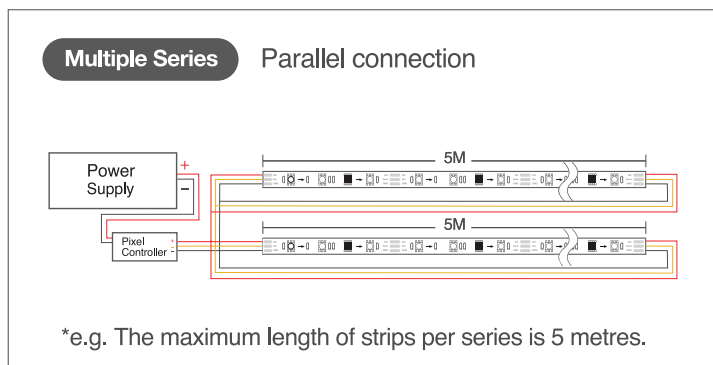 Multiple Series Parallel connection
5M
Power
Supply
+
−
5M
Pixel
Controller
+
−
−
*e.g. The maximum length of strips per series is 5 metres.